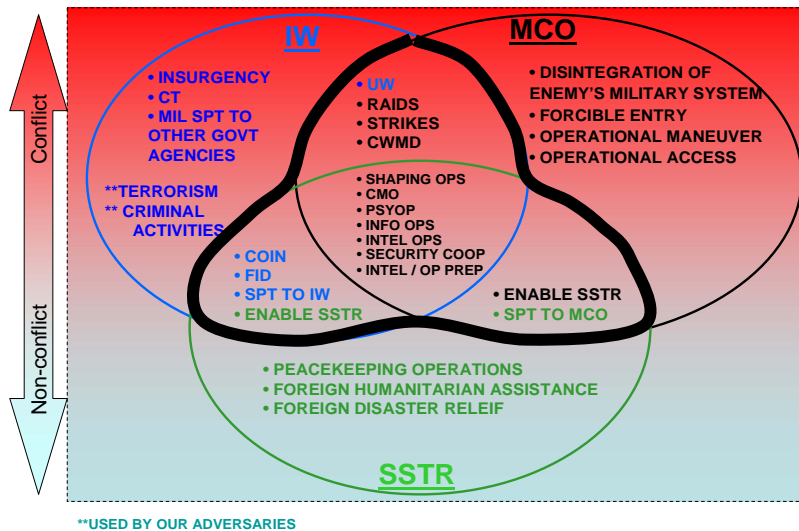 IW
MCO
• INSURGENCY
• CT
• MIL SPT TO
OTHER GOVT
AGENCIES
**TERRORISM
** CRIMINAL
ACTIVITIES
• UW
• RAIDS
• STRIKES
• CWMD
• DISINTEGRATION OF
ENEMY'S MILITARY SYSTEM
• FORCIBLE ENTRY
• OPERATIONAL MANEUVER
• OPERATIONAL ACCESS
• SHAPING OPS
• CMO
• PSYOP
• INFO OPS
• INTEL OPS
• SECURITY COOP
• INTEL / OP PREP
• COIN
• FID
• SPT TO IW
• ENABLE SSTR
• ENABLE SSTR
• SPT TO MCO
• PEACEKEEPING OPERATIONS
• FOREIGN HUMANITARIAN ASSISTANCE
• FOREIGN DISASTER RELEIF
SSTR
Conflict
Non-conflict
**USED BY OUR ADVERSARIES